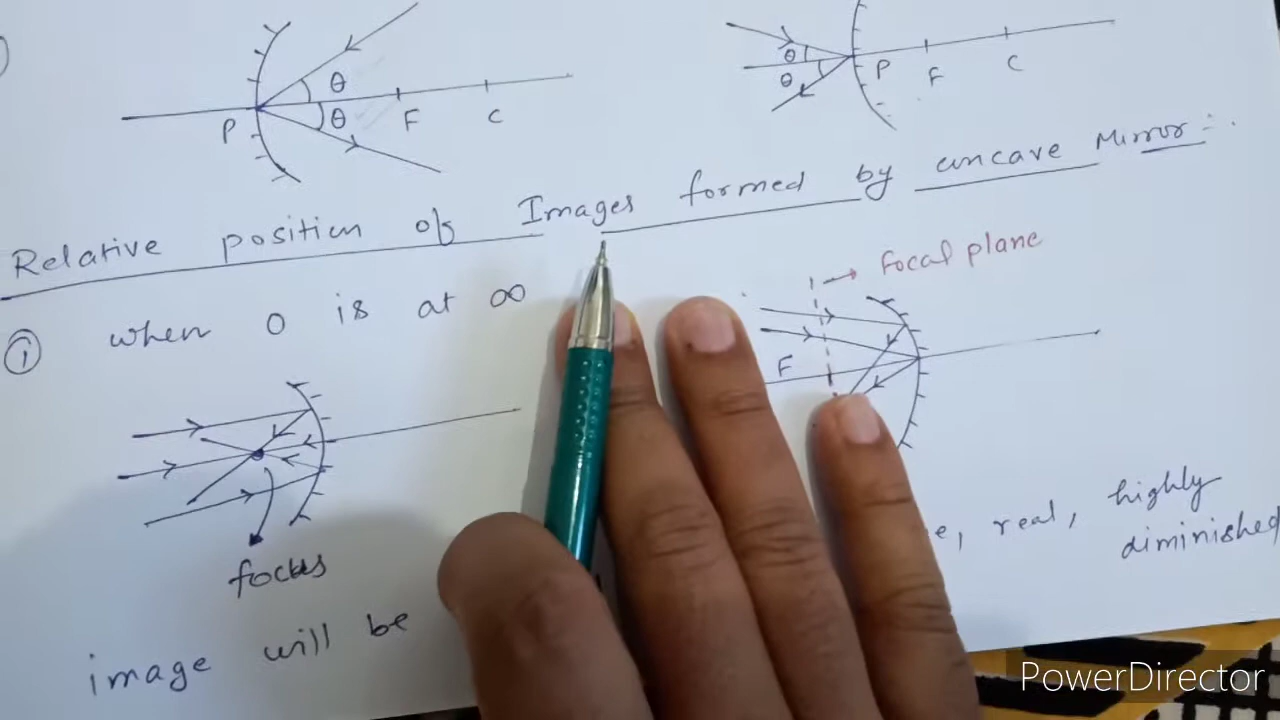 θ
θ
P
F
C
θ
θ
P
F
C
Relative position of Images formed by concave Mirror :-
① when O is at ∞
Focal plane
F
focus
image will be
real, highly
diminished
PowerDirector